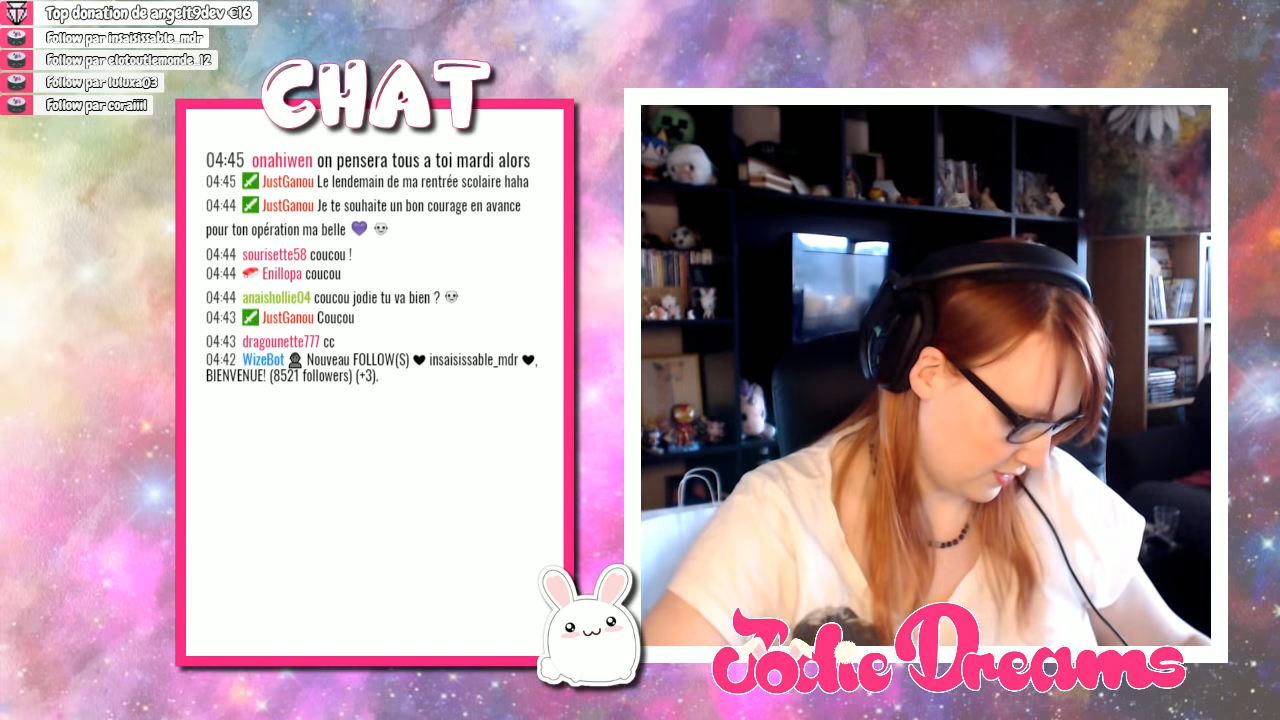 Top donation de angett9dev €16
Follow par insaisissable_mdr
Follow par etotoutlemonde_12
Follow par luluxa03
Follow par coraiiil
CHAT
04:45 onahiwen on pensera tous a toi mardi alors
04:45 JustGanou Le lendemain de ma rentrée scolaire haha
04:44 JustGanou Je te souhaite un bon courage en avance
pour ton opération ma belle 💜 💀
04:44 sourisette58 coucou !
04:44 Enillopa coucou
04:44 anaishollie04 coucou jodie tu va bien ? 💀
04:43 JustGanou Coucou
04:43 dragounette777 cc
04:42 WizeBot Nouveau FOLLOW(S) ♥ insaisissable_mdr ♥,
BIENVENUE! (8521 followers) (+3).
Jodie Dreams